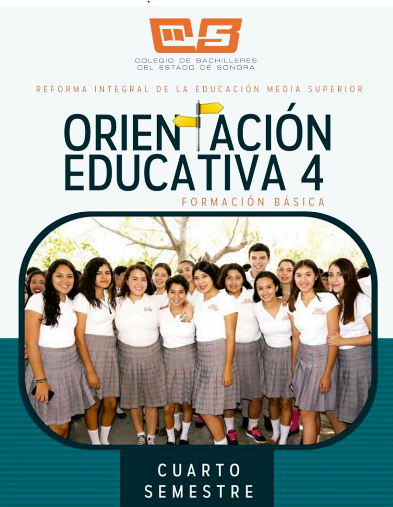 COLEGIO DE BACHILLERES
DEL ESTADO DE SONORA
REFORMA INTEGRAL DE LA EDUCACIÓN MEDIA SUPERIOR
ORIENTACIÓN
EDUCATIVA 4
FORMACIÓN BÁSICA
CUARTO
SEMESTRE